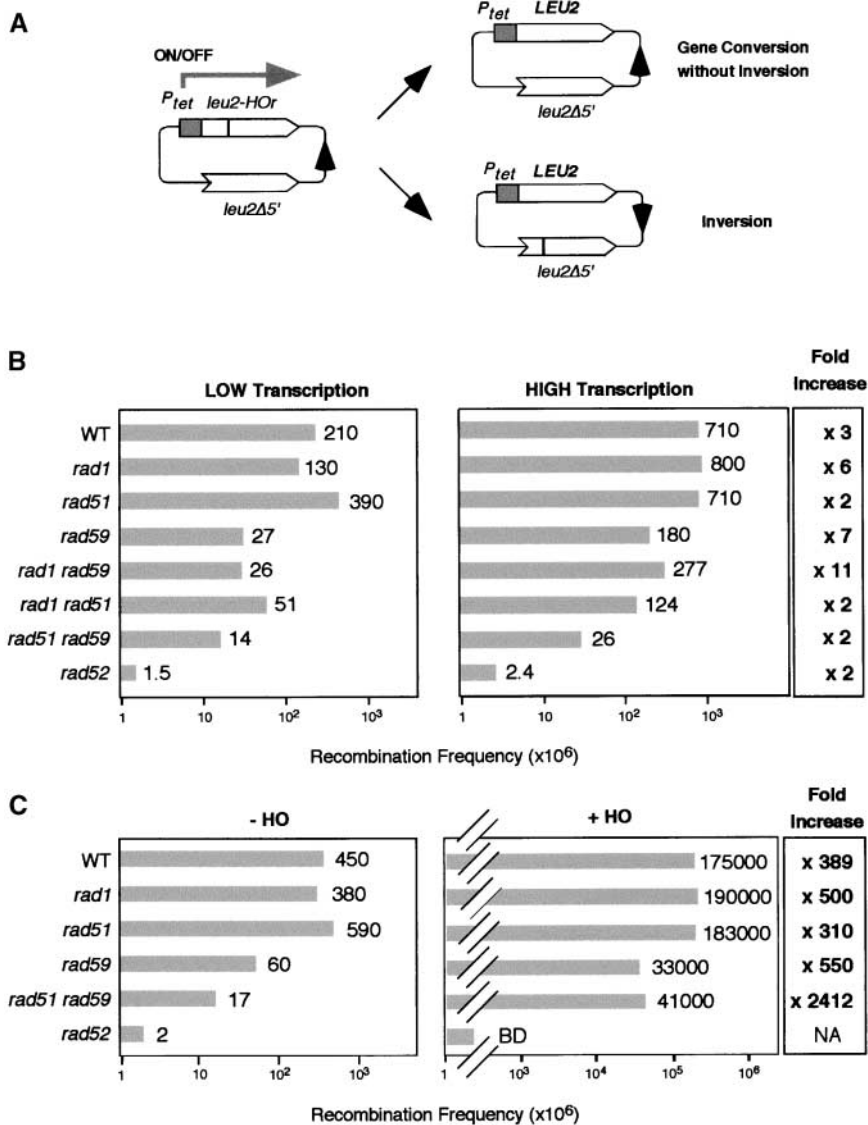 A
ON/OFF
Ptet leu2-HOr
leu2Δ5'
Ptet LEU2
leu2Δ5'
Gene Conversion
without Inversion
Ptet LEU2
leu2Δ5'
Inversion
B
LOW Transcription HIGH Transcription Fold
Increase
WT 210 710 x 3
rad1 130 800 x 6
rad51 390 710 x 2
rad59 27 180 x 7
rad1 rad59 26 277 x 11
rad1 rad51 51 124 x 2
rad51 rad59 14 26 x 2
rad52 1.5 2.4 x 2
1 10 10² 10³ 1 10 10² 10³
Recombination Frequency (x10⁶)
C
- HO + HO Fold
Increase
WT 450 175000 x 389
rad1 380 190000 x 500
rad51 590 183000 x 310
rad59 60 33000 x 550
rad51 rad59 17 41000 x 2412
rad52 2 BD NA
1 10 10² 10³ 1 10³ 10⁴ 10⁵ 10⁶
Recombination Frequency (x10⁶)